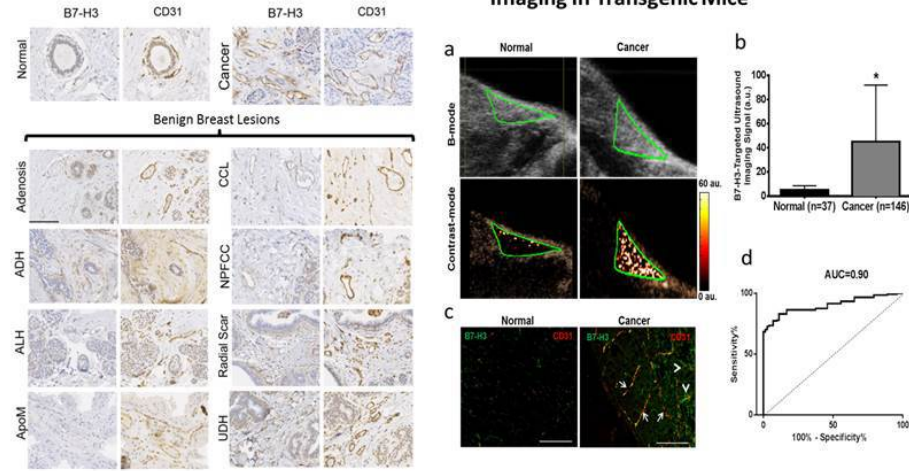 Imaging in Transgenic Mice
B7-H3 CD31 B7-H3 CD31
Normal Cancer
Benign Breast Lesions
Adenosis CCL
ADH NPFCC
ALH Radial Scar
ApoM UDH
a Normal Cancer
B-mode
Contrast-mode
60 au.
0 au.
b
B7-H3-Targeted Ultrasound
Imaging Signal (a.u.)
100
80
60
40
20
0
*
Normal (n=37) Cancer (n=146)
c Normal Cancer
B7-H3 CD31 B7-H3 CD31
d
AUC=0.90
Sensitivity%
100
50
0
0 50 100
100% - Specificity%